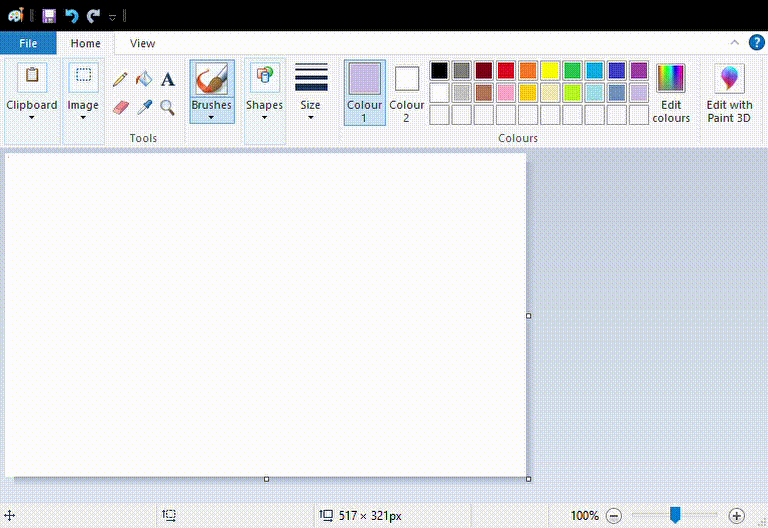 File Home View
Clipboard Image A Brushes Shapes Size Colour 1 Colour 2 Edit colours Edit with Paint 3D
Tools Colours
517 × 321px 100%